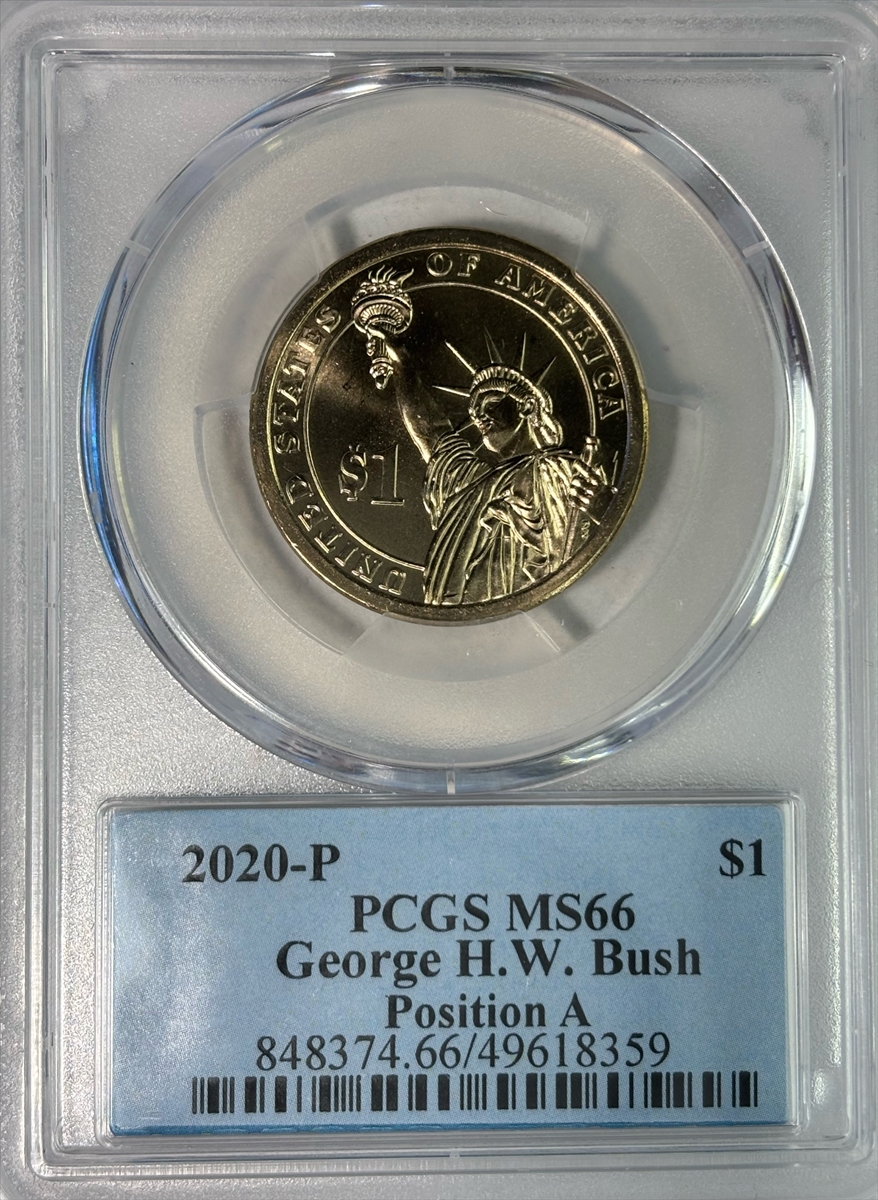 UNITED STATES OF AMERICA
$1
2020-P $1
PCGS MS66
George H.W. Bush
Position A
848374.66/49618359